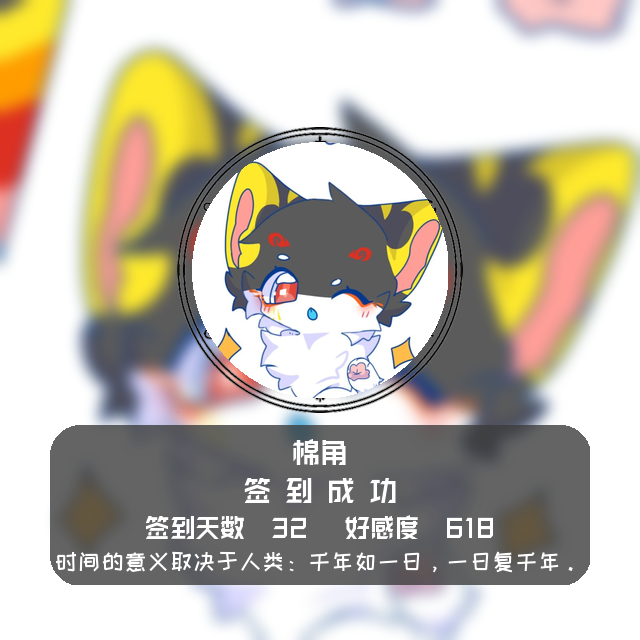 棉角
签到成功
签到天数 32 好感度 618
时间的意义取决于人类：千年如一日，一日复千年。